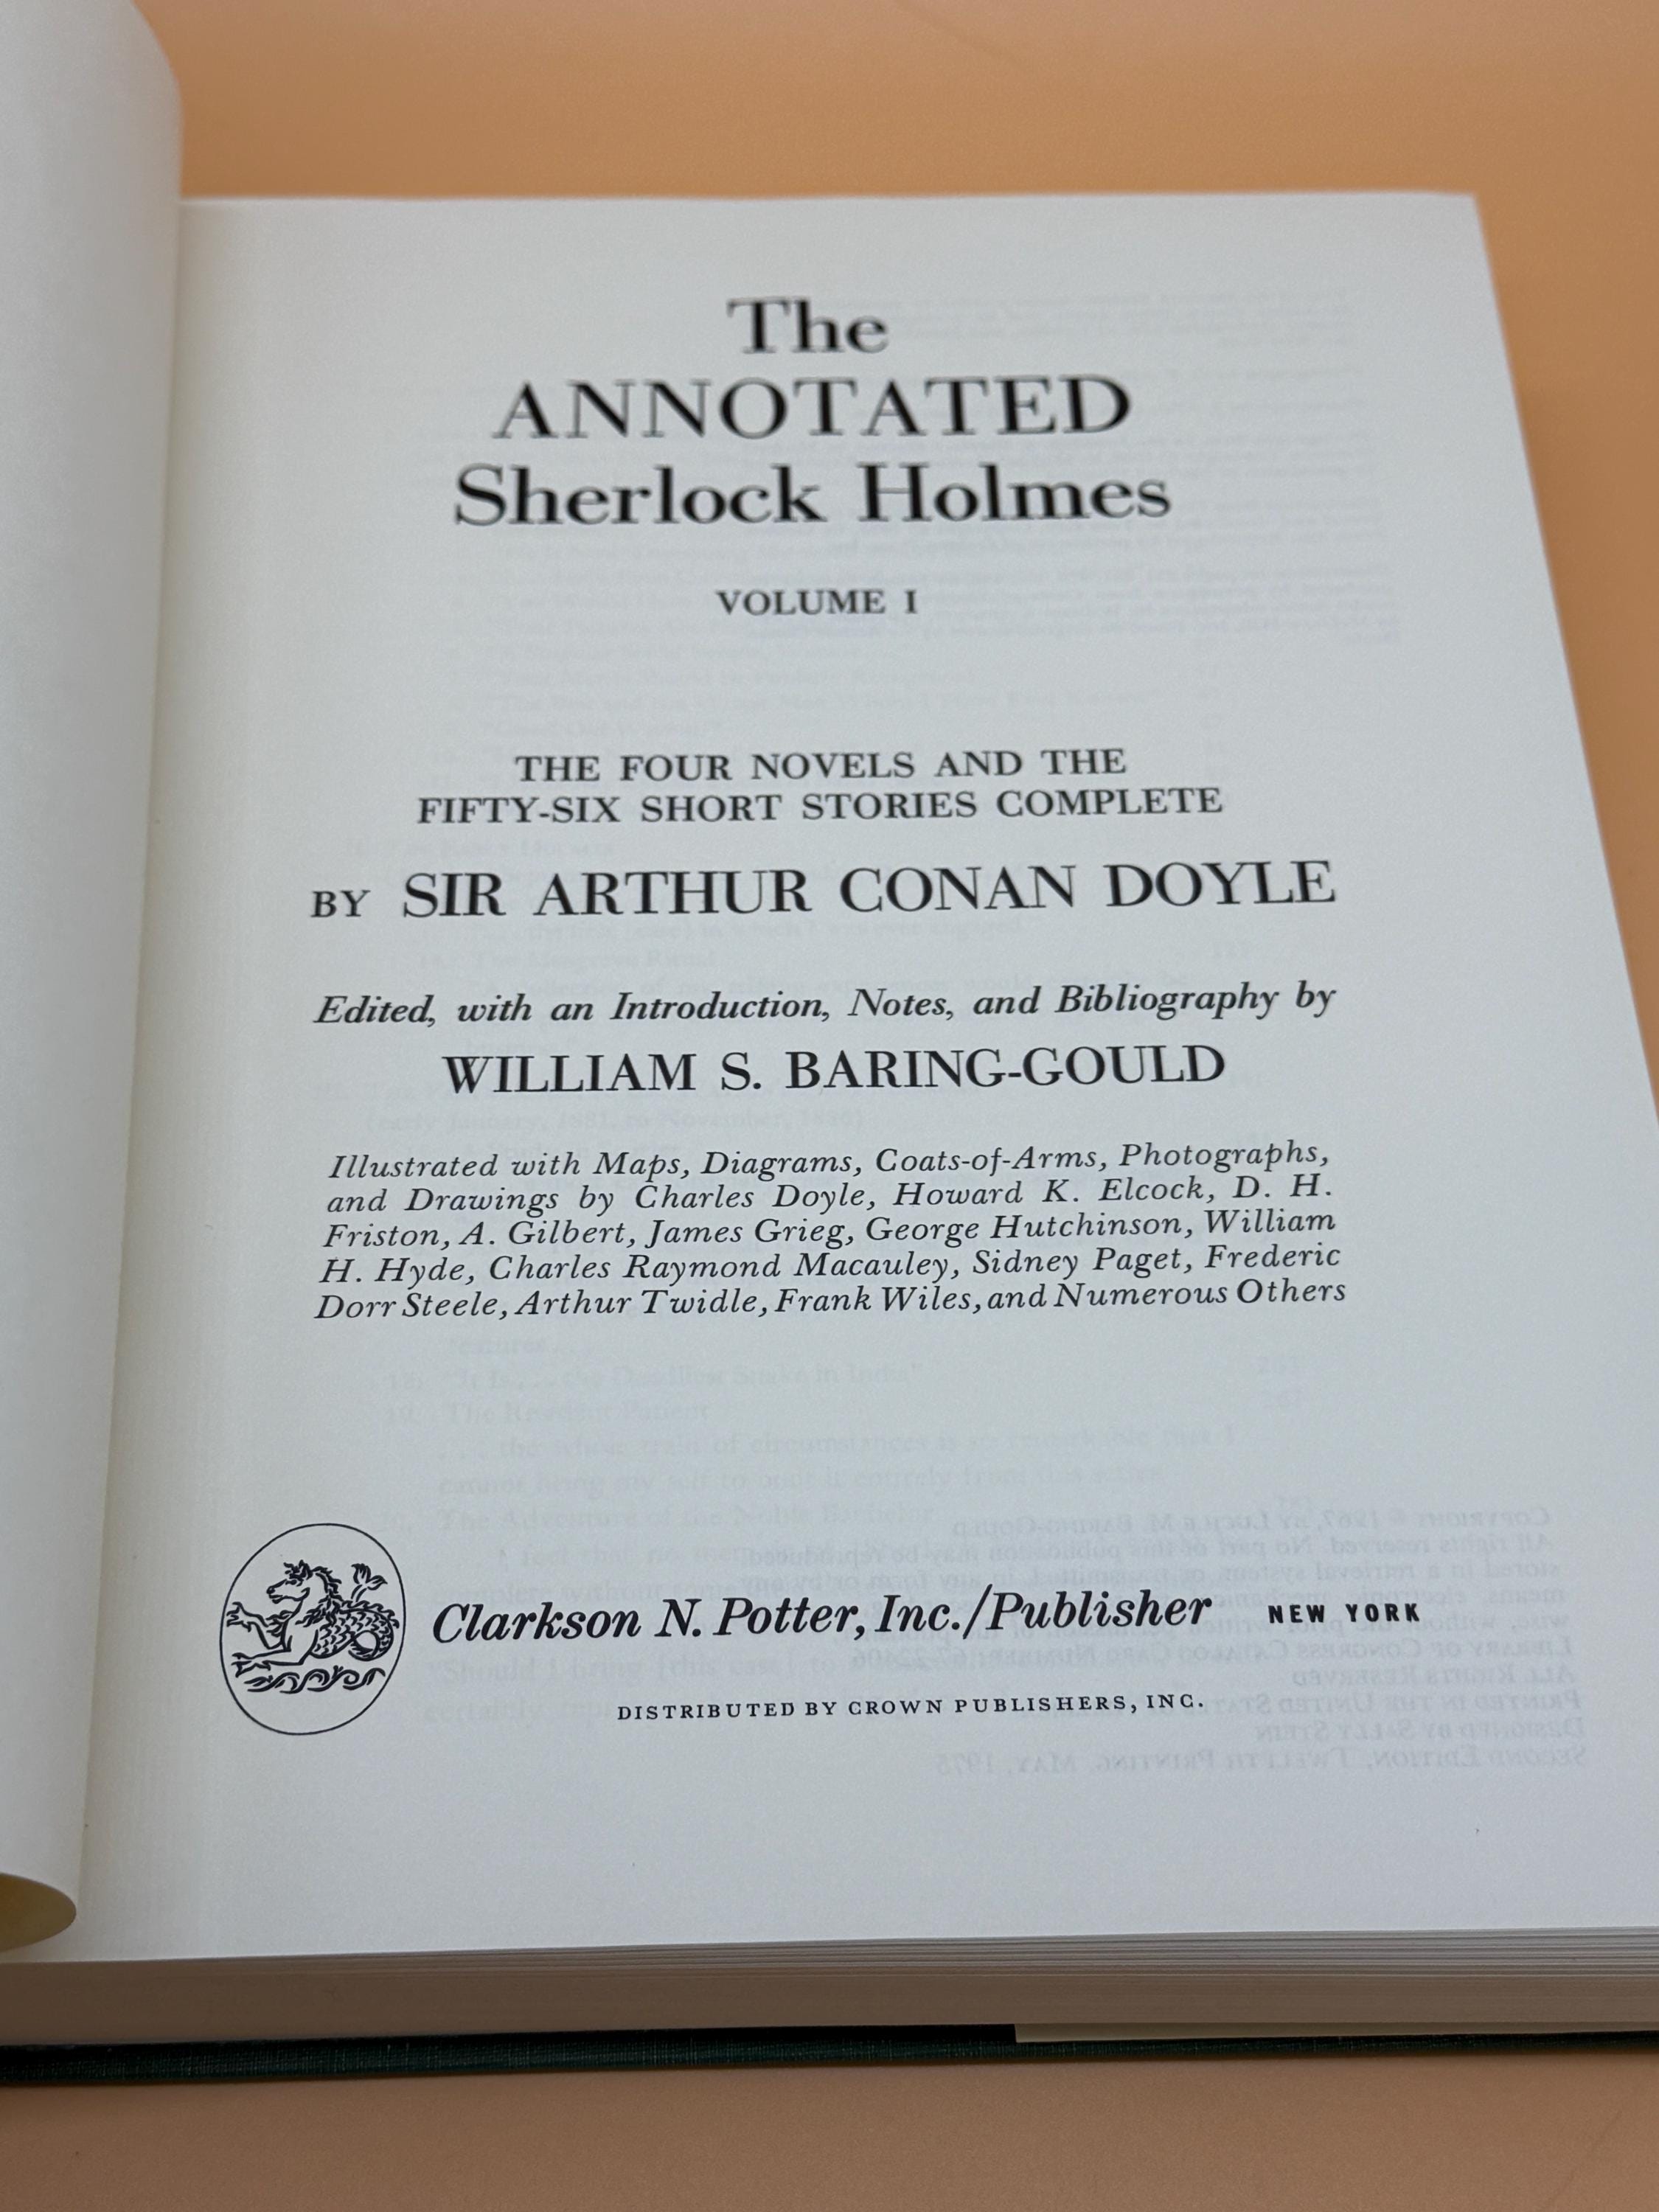 The
ANNOTATED
Sherlock Holmes
VOLUME I
THE FOUR NOVELS AND THE
FIFTY-SIX SHORT STORIES COMPLETE
BY SIR ARTHUR CONAN DOYLE
Edited, with an Introduction, Notes, and Bibliography by
WILLIAM S. BARING-GOULD
Illustrated with Maps, Diagrams, Coats-of-Arms, Photographs,
and Drawings by Charles Doyle, Howard K. Elcock, D. H.
Friston, A. Gilbert, James Grieg, George Hutchinson, William
H. Hyde, Charles Raymond Macauley, Sidney Paget, Frederic
Dorr Steele, Arthur Twidle, Frank Wiles, and Numerous Others
Clarkson N. Potter, Inc./Publisher NEW YORK
DISTRIBUTED BY CROWN PUBLISHERS, INC.